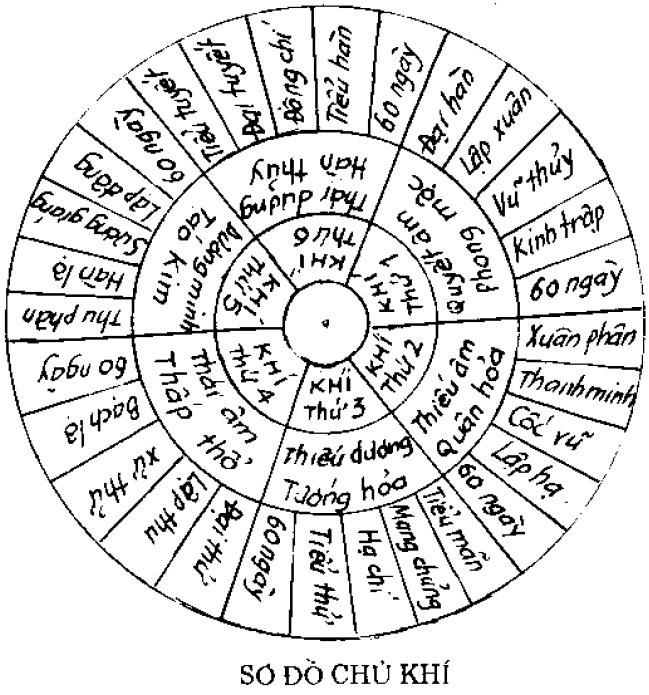 KHÍ
Thứ 1
Quyết âm
phong mộc
Đại hàn
Lập xuân
Vũ thủy
Kinh trập
60 ngày
KHÍ
Thứ 2
Thiếu âm
Quân hỏa
Xuân phân
Thanh minh
Cốc vũ
Lập hạ
60 ngày
KHÍ
Thứ 3
Thiếu dương
Tướng hỏa
Tiểu mãn
Mang chủng
Hạ chí
Tiểu thử
60 ngày
KHÍ
Thứ 4
Thái âm thổ
Thấp
Đại thử
Lập thu
Xử thử
Bạch lộ
60 ngày
KHÍ
Thứ 5
Dương minh
Táo kim
Thu phân
Hàn lộ
Sương giáng
Lập đông
60 ngày
KHÍ
Thứ 6
Thái dương
Hàn thủy
Tiểu tuyết
Đại tuyết
Đông chí
Tiểu hàn
60 ngày
SƠ ĐỒ CHỦ KHÍ